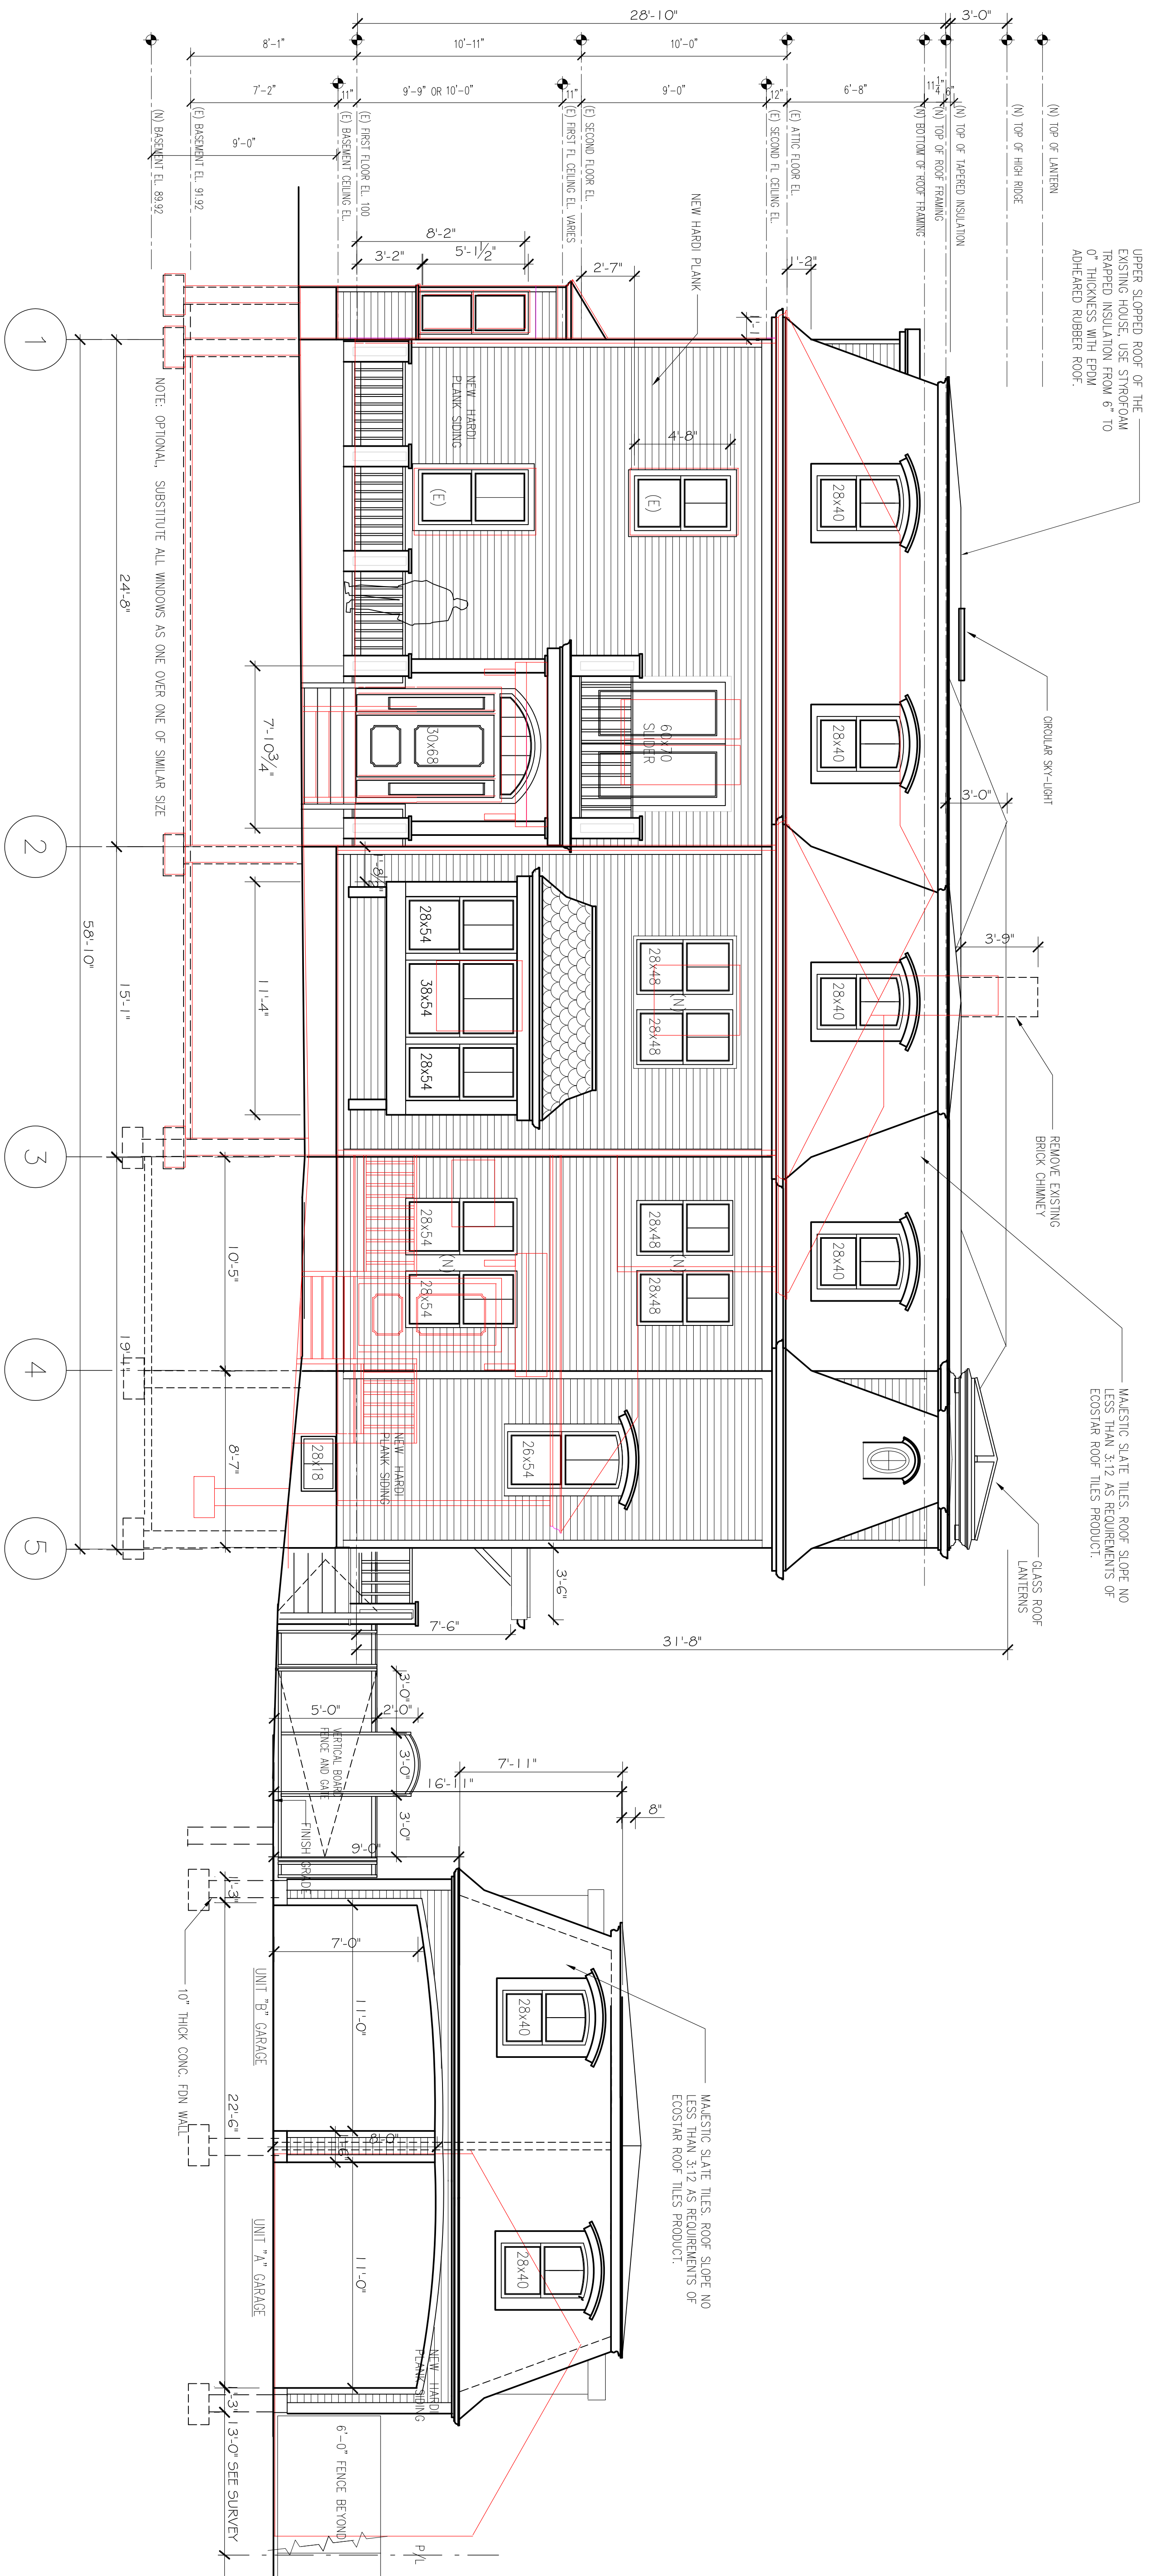 UPPER SLOPPED ROOF OF THE
EXISTING HOUSE, USE STYROFOAM
TRAPPED INSULATION FROM 6" TO
0" THICKNESS WITH EPDM
ADHEARED RUBBER ROOF.
CIRCULAR SKY-LIGHT
REMOVE EXISTING
BRICK CHIMNEY
MAJESTIC SLATE TILES. ROOF SLOPE NO
LESS THAN 3:12 AS REQUIREMENTS OF
ECOSTAR ROOF TILES PRODUCT.
GLASS ROOF
LANTERNS
(N) TOP OF LANTERN
(N) TOP OF HIGH RIDGE
(N) TOP OF TAPERED INSULATION
(N) TOP OF ROOF FRAMING
(N) BOTTOM OF ROOF FRAMING
(E) ATTIC FLOOR EL.
(E) SECOND FL CEILING EL.
(E) SECOND FLOOR EL.
(E) FIRST FL CEILING EL. VARIES
(E) FIRST FLOOR EL. 100
(E) BASEMENT CEILING EL
(E) BASEMENT EL. 91.92
(N) BASEMENT EL. 89.92
3'-0"
28'-10"
6"
11 1/4"
6'-8"
10'-0"
12"
9'-0"
10'-11"
11"
9'-9" OR 10'-0"
8'-1"
11"
7'-2"
9'-0"
NEW HARDI PLANK
8'-2"
3'-2"
5'-1 1/2"
2'-7"
1'-2"
1'-1"
4'-8"
3'-0"
3'-9"
28x40
28x40
28x40
28x40
(E)
(E)
60x70
SLIDER
28x48
(N)
28x48
28x48
(N)
28x48
NEW HARDI
PLANK SIDING
30x68
28x54
38x54
28x54
28x54
(N)
28x54
26x54
NEW HARDI
PLANK SIDING
28x18
3'-6"
7'-6"
31'-8"
7'-10 3/4"
1'-8 1/2"
11'-4"
10'-5"
8'-7"
NOTE: OPTIONAL, SUBSTITUTE ALL WINDOWS AS ONE OVER ONE OF SIMILAR SIZE
24'-8"
15'-1"
58'-10"
1
2
3
4
5
3'-0"
3'-0"
3'-0"
5'-0"
2'-0"
VERTICAL BOARD
FENCE AND GATE
FINISH GRADE
7'-11"
16'-11"
8"
9'-0"
MAJESTIC SLATE TILES. ROOF SLOPE NO
LESS THAN 3:12 AS REQUIREMENTS OF
ECOSTAR ROOF TILES PRODUCT.
28x40
28x40
7'-0"
11'-0"
8'-0"
11'-0"
NEW HARDI
PLANK SIDING
UNIT "B" GARAGE
UNIT "A" GARAGE
10" THICK CONC. FDN WALL
22'-6"
13'-0" SEE SURVEY
6'-0" FENCE BEYOND
P/L